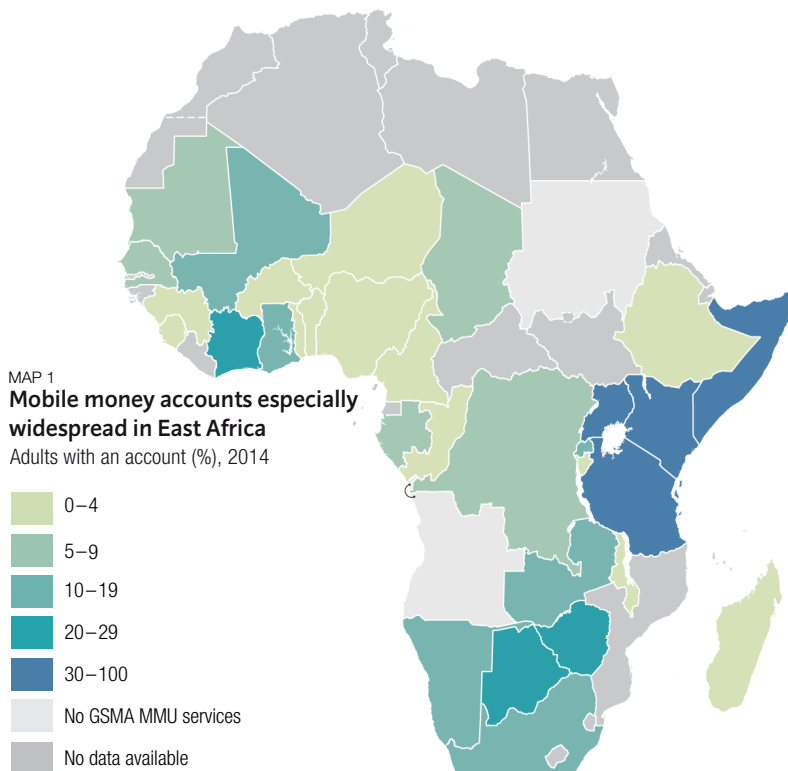 MAP 1
Mobile money accounts especially
widespread in East Africa
Adults with an account (%), 2014
0–4
5–9
10–19
20–29
30–100
No GSMA MMU services
No data available